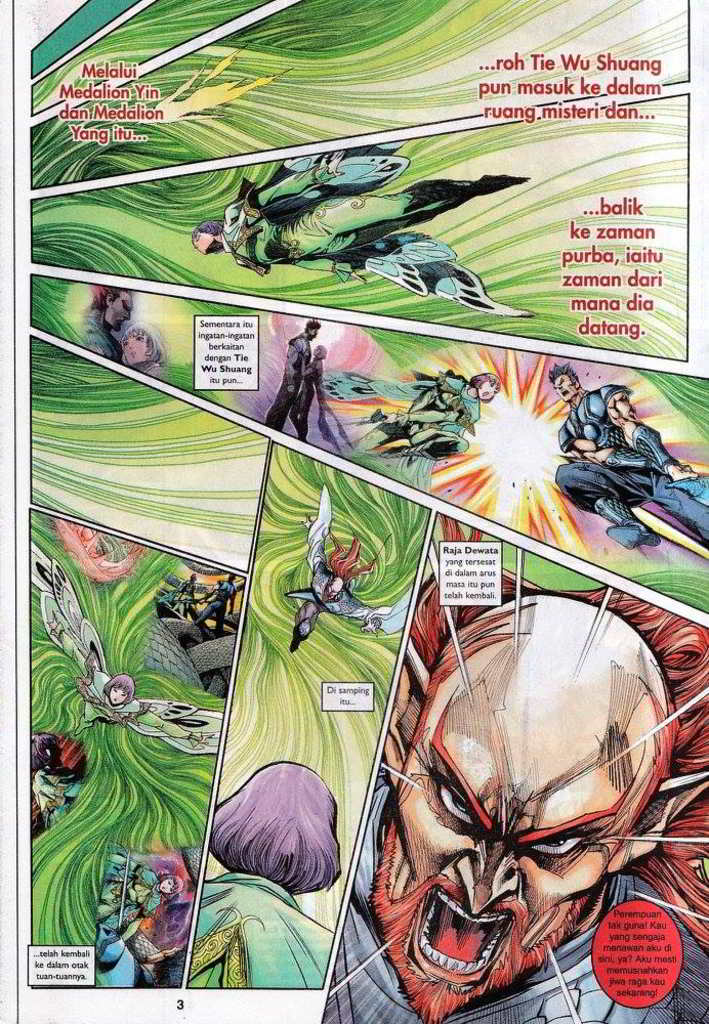 Melalui
Medalion Yin
dan Medalion
Yang itu...
...roh Tie Wu Shuang
pun masuk ke dalam
ruang misteri dan...
...balik
ke zaman
purba, iaitu
zaman dari
mana dia
datang.
Sementara itu
ingatan-ingatan
berkaitan
dengan Tie
Wu Shuang
itu pun...
...telah kembali
ke dalam otak
tuan-tuannya.
Di samping
itu...
Raja Dewata
yang tersesat
di dalam arus
masa itu pun
telah kembali.
Perempuan
tak guna! Kau
yang sengaja
menawan aku di
sini, ya? Aku mesti
memusnahkan
jiwa raga kau
sekarang!
3